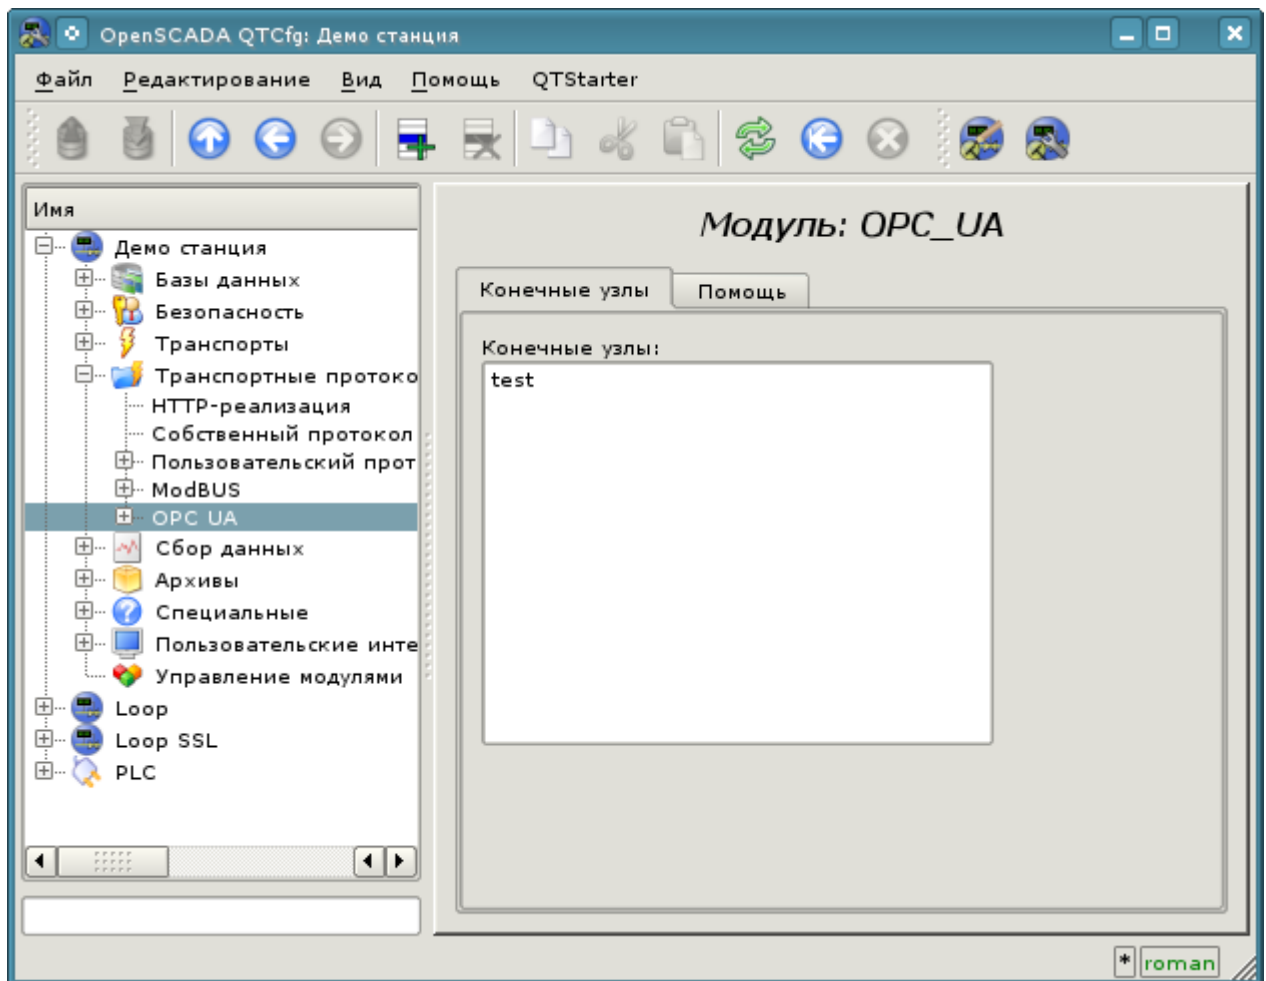 OpenSCADA QTCfg: Демо станция
Файл Редактирование Вид Помощь QTStarter
Имя
Демо станция
Базы данных
Безопасность
Транспорты
Транспортные протоко
HTTP-реализация
Собственный протокол
Пользовательский прот
ModBUS
OPC UA
Сбор данных
Архивы
Специальные
Пользовательские инте
Управление модулями
Loop
Loop SSL
PLC
Модуль: OPC_UA
Конечные узлы Помощь
Конечные узлы:
test
* roman